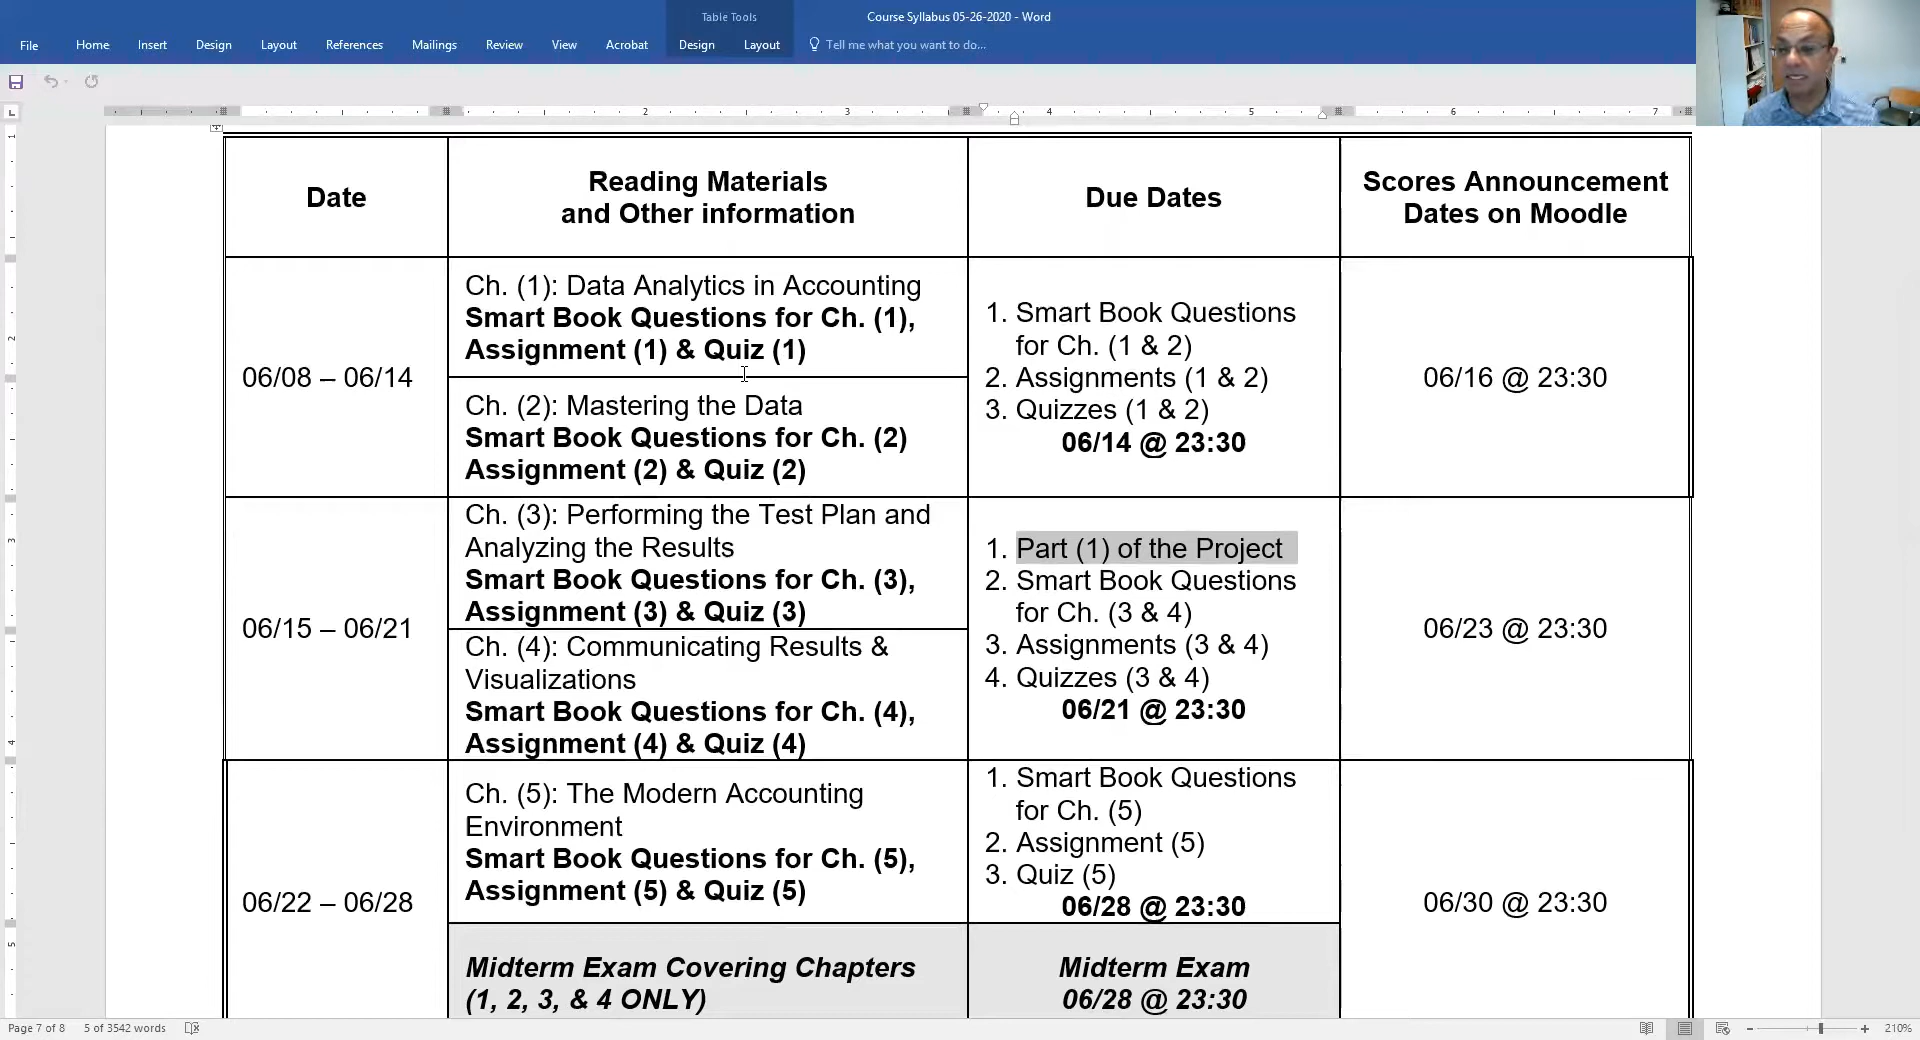 Table Tools
Course Syllabus 05-26-2020 - Word
File Home Insert Design Layout References Mailings Review View Acrobat Design Layout Tell me what you want to do...
2 3 4 5 6 7
Date
Reading Materials
and Other information
Due Dates
Scores Announcement
Dates on Moodle
06/08 – 06/14
Ch. (1): Data Analytics in Accounting
Smart Book Questions for Ch. (1),
Assignment (1) & Quiz (1)
Ch. (2): Mastering the Data
Smart Book Questions for Ch. (2)
Assignment (2) & Quiz (2)
1. Smart Book Questions
for Ch. (1 & 2)
2. Assignments (1 & 2)
3. Quizzes (1 & 2)
06/14 @ 23:30
06/16 @ 23:30
06/15 – 06/21
Ch. (3): Performing the Test Plan and
Analyzing the Results
Smart Book Questions for Ch. (3),
Assignment (3) & Quiz (3)
Ch. (4): Communicating Results &
Visualizations
Smart Book Questions for Ch. (4),
Assignment (4) & Quiz (4)
1. Part (1) of the Project
2. Smart Book Questions
for Ch. (3 & 4)
3. Assignments (3 & 4)
4. Quizzes (3 & 4)
06/21 @ 23:30
06/23 @ 23:30
06/22 – 06/28
Ch. (5): The Modern Accounting
Environment
Smart Book Questions for Ch. (5),
Assignment (5) & Quiz (5)
1. Smart Book Questions
for Ch. (5)
2. Assignment (5)
3. Quiz (5)
06/28 @ 23:30
06/30 @ 23:30
Midterm Exam Covering Chapters
(1, 2, 3, & 4 ONLY)
Midterm Exam
06/28 @ 23:30
Page 7 of 8 5 of 3542 words 210%